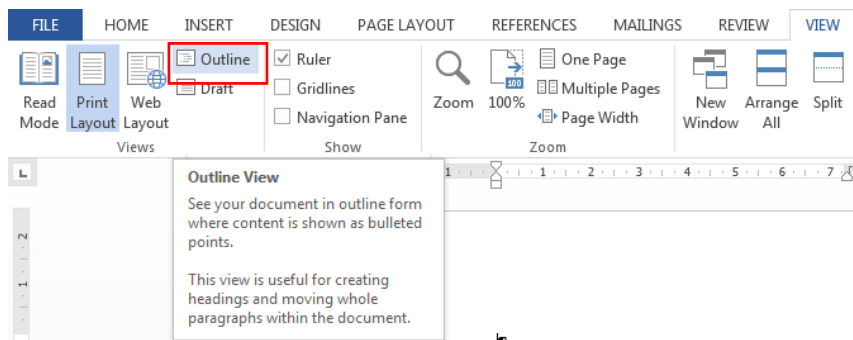 FILE HOME INSERT DESIGN PAGE LAYOUT REFERENCES MAILINGS REVIEW VIEW
Read Mode
Print Layout
Web Layout
Outline
Draft
Views
Ruler
Gridlines
Navigation Pane
Show
Zoom
100
100%
One Page
Multiple Pages
Page Width
Zoom
New Window
Arrange All
Split
L
1 1 2 3 4 5 6 7
2
1
Outline View
See your document in outline form
where content is shown as bulleted
points.
This view is useful for creating
headings and moving whole
paragraphs within the document.